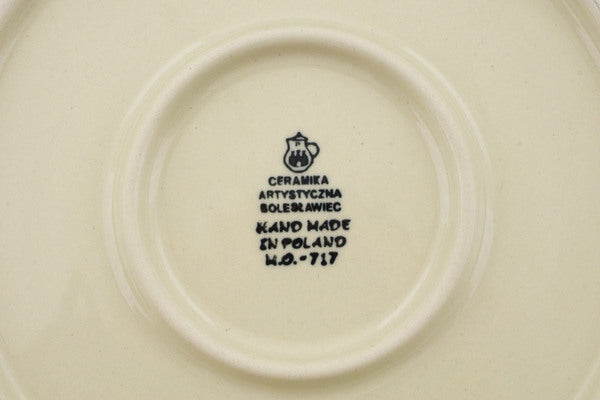 CERAMIKA
ARTYSTYCZNA
BOLESŁAWIEC
HAND MADE
IN POLAND
W.O.-717